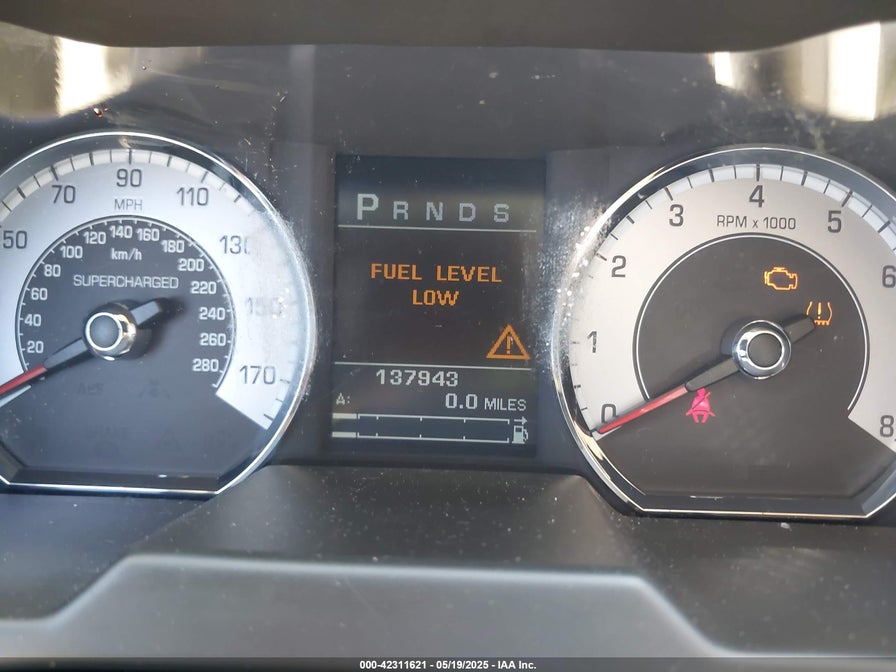 50 70 90 110 130 150 170
MPH
20 40 60 80 100 120 140 160 180 200 220 240 260 280
km/h
SUPERCHARGED
P R N D S
FUEL LEVEL
LOW
137943
A: 0.0 MILES
0 1 2 3 4 5 6 8
RPM x 1000
000-42311621 - 05/19/2025 - IAA Inc.